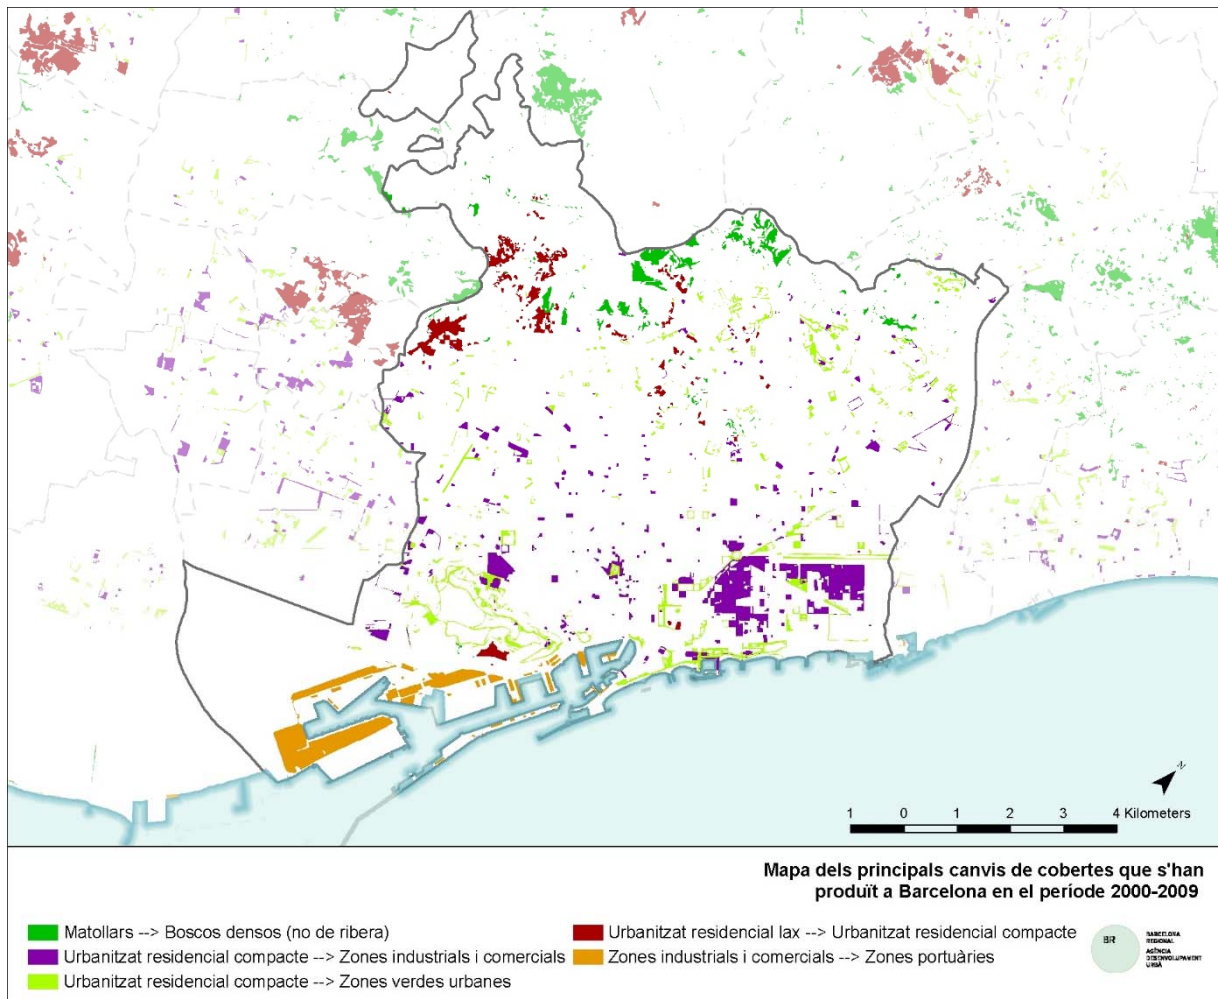 N
1 0 1 2 3 4 Kilometers
Mapa dels principals canvis de cobertes que s'han
produït a Barcelona en el període 2000-2009
Matollars --> Boscos densos (no de ribera)
Urbanitzat residencial lax --> Urbanitzat residencial compacte
Urbanitzat residencial compacte --> Zones industrials i comercials
Zones industrials i comercials --> Zones portuàries
Urbanitzat residencial compacte --> Zones verdes urbanes
BR
BARCELONA
REGIONAL
AGÈNCIA
DESENVOLUPAMENT
URBÀ